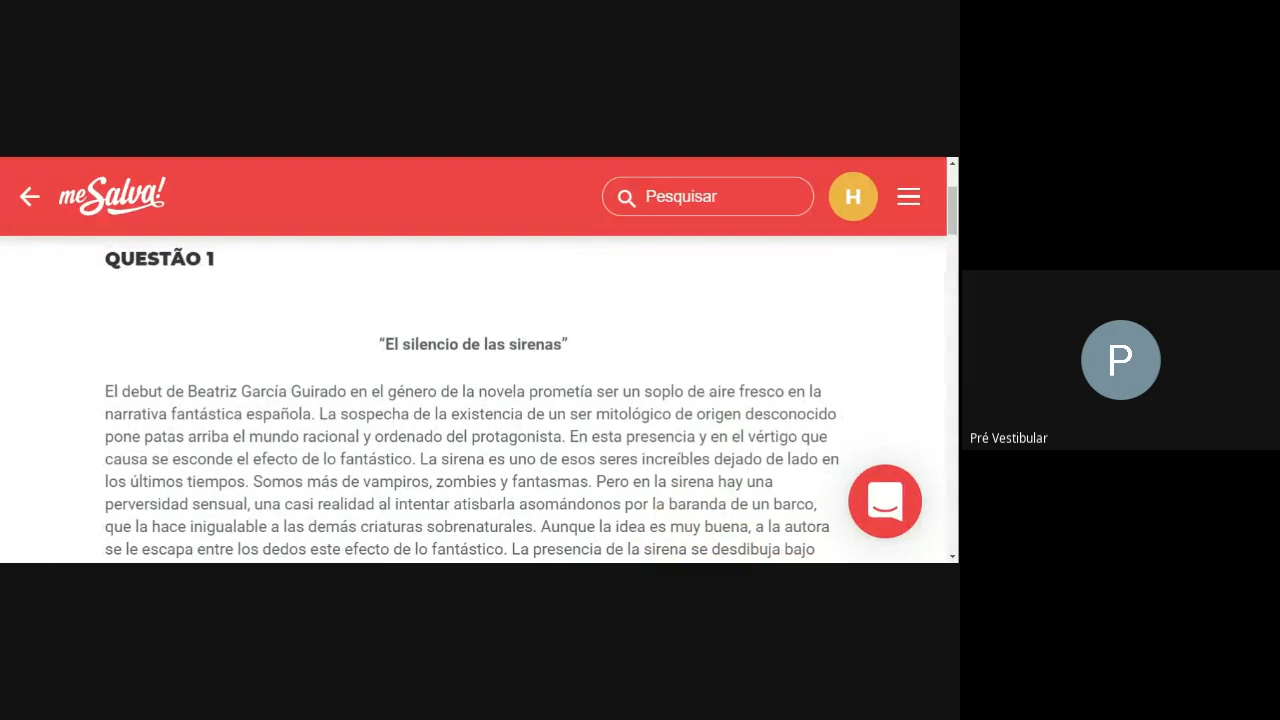 me Salva!
Pesquisar
H
QUESTÃO 1
“El silencio de las sirenas”
El debut de Beatriz García Guirado en el género de la novela prometía ser un soplo de aire fresco en la
narrativa fantástica española. La sospecha de la existencia de un ser mitológico de origen desconocido
pone patas arriba el mundo racional y ordenado del protagonista. En esta presencia y en el vértigo que
causa se esconde el efecto de lo fantástico. La sirena es uno de esos seres increíbles dejado de lado en
los últimos tiempos. Somos más de vampiros, zombies y fantasmas. Pero en la sirena hay una
perversidad sensual, una casi realidad al intentar atisbarla asomándonos por la baranda de un barco,
que la hace inigualable a las demás criaturas sobrenaturales. Aunque la idea es muy buena, a la autora
se le escapa entre los dedos este efecto de lo fantástico. La presencia de la sirena se desdibuja bajo
P
Pré Vestibular